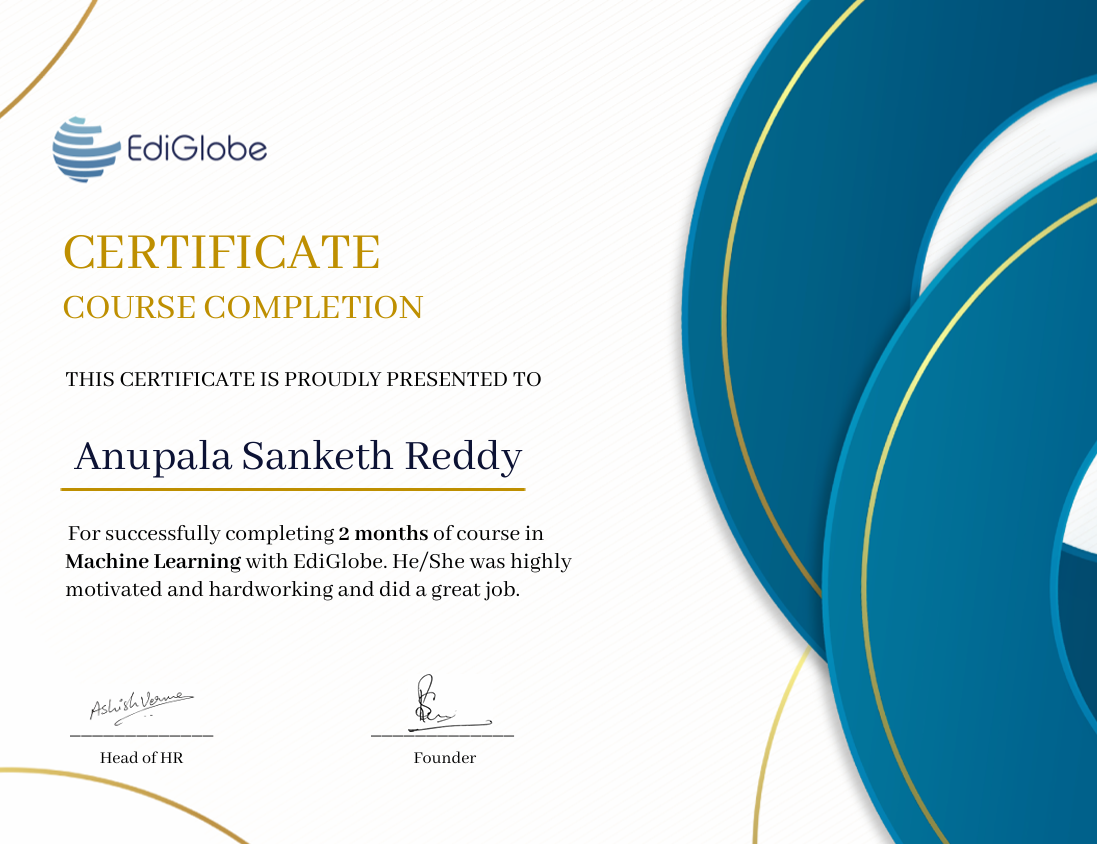 EdiGlobe
CERTIFICATE
COURSE COMPLETION
THIS CERTIFICATE IS PROUDLY PRESENTED TO
Anupala Sanketh Reddy
For successfully completing 2 months of course in
Machine Learning with EdiGlobe. He/She was highly
motivated and hardworking and did a great job.
Ashish Verma
Head of HR
Founder